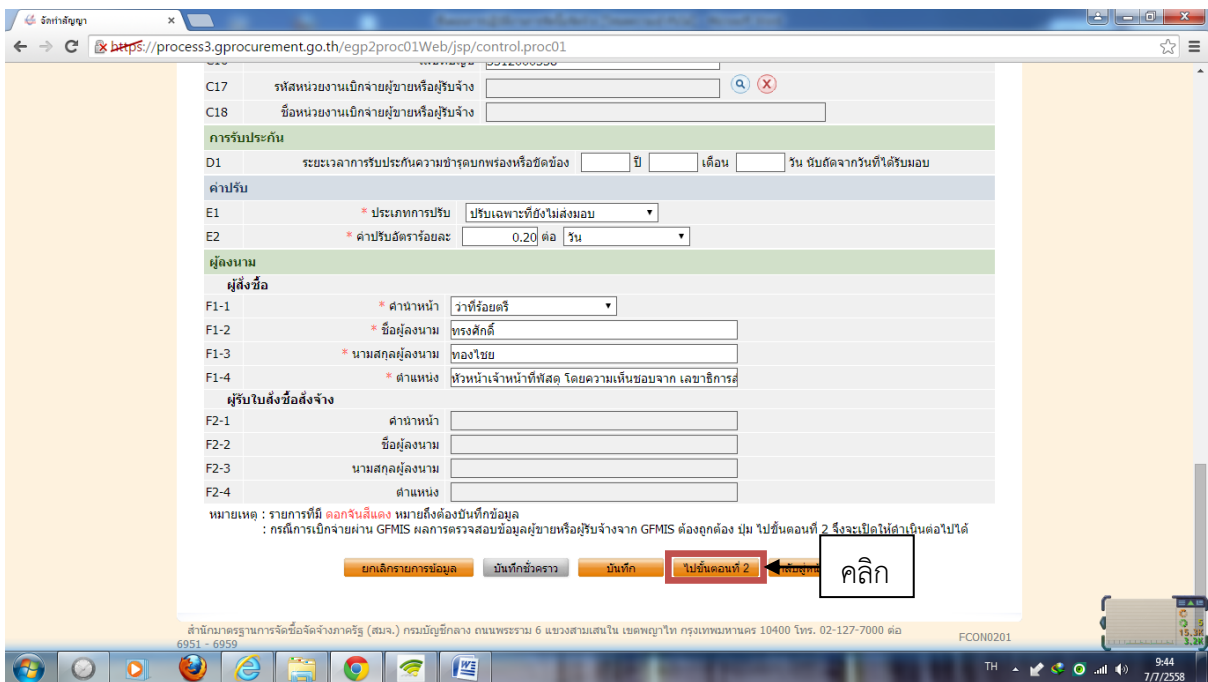 จัดทำสัญญา
https://process3.gprocurement.go.th/egp2proc01Web/jsp/control.proc01
C17 รหัสหน่วยงานเบิกจ่ายผู้ขายหรือผู้รับจ้าง
C18 ชื่อหน่วยงานเบิกจ่ายผู้ขายหรือผู้รับจ้าง
การรับประกัน
D1 ระยะเวลาการรับประกันความชำรุดบกพร่องหรือขัดข้อง ปี เดือน วัน นับถัดจากวันที่ได้รับมอบ
ค่าปรับ
E1 * ประเภทการปรับ ปรับเฉพาะที่ยังไม่ส่งมอบ
E2 * ค่าปรับอัตราร้อยละ 0.20 ต่อ วัน
ผู้ลงนาม
ผู้สั่งซื้อ
F1-1 * คำนำหน้า ว่าที่ร้อยตรี
F1-2 * ชื่อผู้ลงนาม ทรงศักดิ์
F1-3 * นามสกุลผู้ลงนาม ทองไชย
F1-4 * ตำแหน่ง หัวหน้าเจ้าหน้าที่พัสดุ โดยความเห็นชอบจาก เลขาธิการส
ผู้รับใบสั่งซื้อสั่งจ้าง
F2-1 คำนำหน้า
F2-2 ชื่อผู้ลงนาม
F2-3 นามสกุลผู้ลงนาม
F2-4 ตำแหน่ง
หมายเหตุ : รายการที่มี ดอกจันสีแดง หมายถึงต้องบันทึกข้อมูล
: กรณีการเบิกจ่ายผ่าน GFMIS ผลการตรวจสอบข้อมูลผู้ขายหรือผู้รับจ้างจาก GFMIS ต้องถูกต้อง ปุ่ม ไปขั้นตอนที่ 2 จึงจะเปิดให้ดำเนินต่อไปได้
ยกเลิกรายการข้อมูล บันทึกชั่วคราว บันทึก ไปขั้นตอนที่ 2 คลิก
สำนักมาตรฐานการจัดซื้อจัดจ้างภาครัฐ (สมจ.) กรมบัญชีกลาง ถนนพระราม 6 แขวงสามเสนใน เขตพญาไท กรุงเทพมหานคร 10400 โทร. 02-127-7000 ต่อ
6951 - 6959 FCON0201
15.3K
3.2K
TH 9:44
7/7/2558